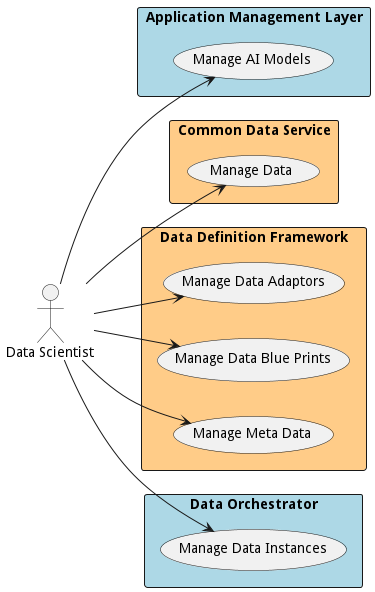 Application Management Layer
Manage AI Models
Common Data Service
Manage Data
Data Definition Framework
Manage Data Adaptors
Manage Data Blue Prints
Manage Meta Data
Data Scientist
Data Orchestrator
Manage Data Instances